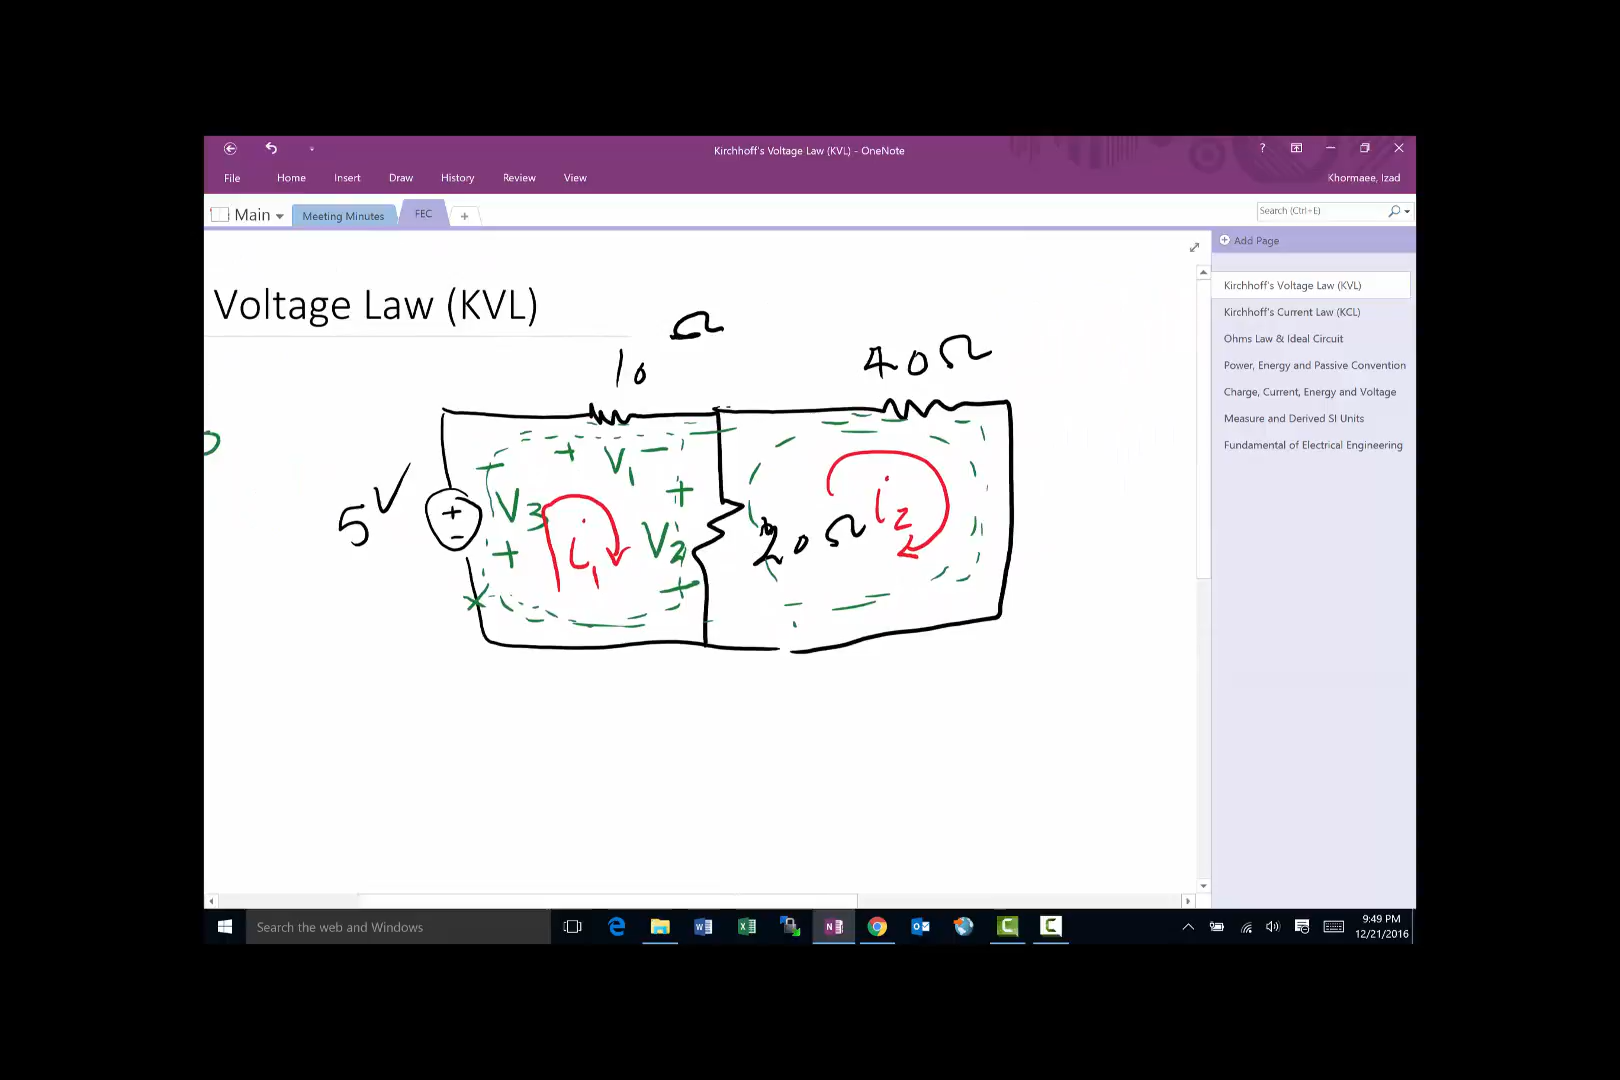 Kirchhoff's Voltage Law (KVL) - OneNote
?
File Home Insert Draw History Review View
Khormaee, Izad
Main Meeting Minutes FEC +
Search (Ctrl+E)
Add Page
Voltage Law (KVL)
Kirchhoff's Voltage Law (KVL)
Kirchhoff's Current Law (KCL)
Ohms Law & Ideal Circuit
Power, Energy and Passive Convention
Charge, Current, Energy and Voltage
Measure and Derived SI Units
Fundamental of Electrical Engineering
10 Ω
40Ω
+ V1 −
+
+
V3
5V
+
−
i1
V2
20Ω
i2
+
Search the web and Windows
9:49 PM
12/21/2016